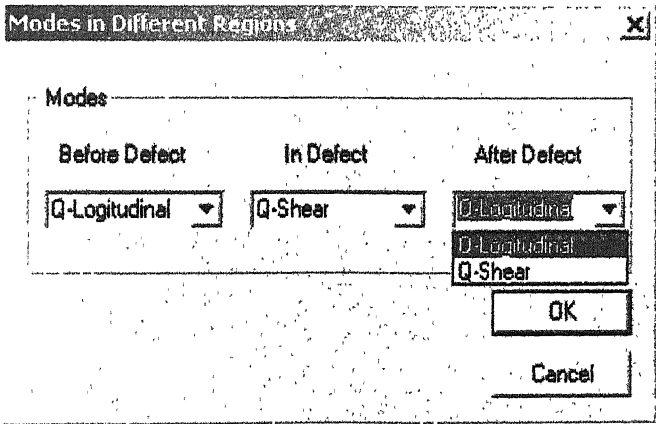 Modes in Different Regions
Modes
Before Defect In Defect After Defect
Q-Logitudinal Q-Shear Q-Logitudinal
Q-Logitudinal
Q-Shear
OK
Cancel